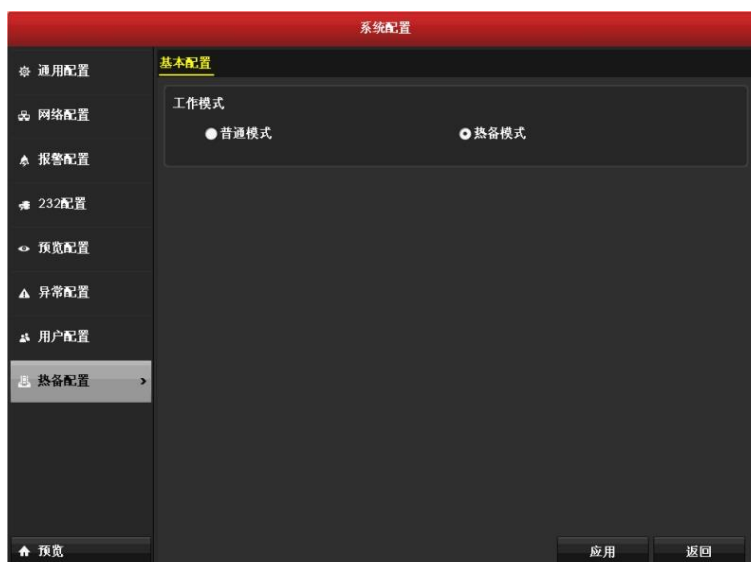 系统配置
通用配置
网络配置
报警配置
232配置
预览配置
异常配置
用户配置
热备配置
预览
基本配置
工作模式
普通模式 热备模式
应用 返回